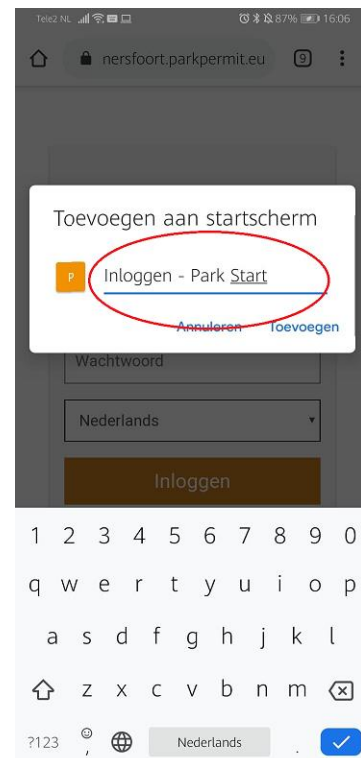 Tele2 NL 87% 16:06
nersfoort.parkpermit.eu 9
Toevoegen aan startscherm
P Inloggen - Park Start
Annuleren Toevoegen
Wachtwoord
Nederlands
Inloggen
1 2 3 4 5 6 7 8 9 0
q w e r t y u i o p
a s d f g h j k l
z x c v b n m
?123 , Nederlands .